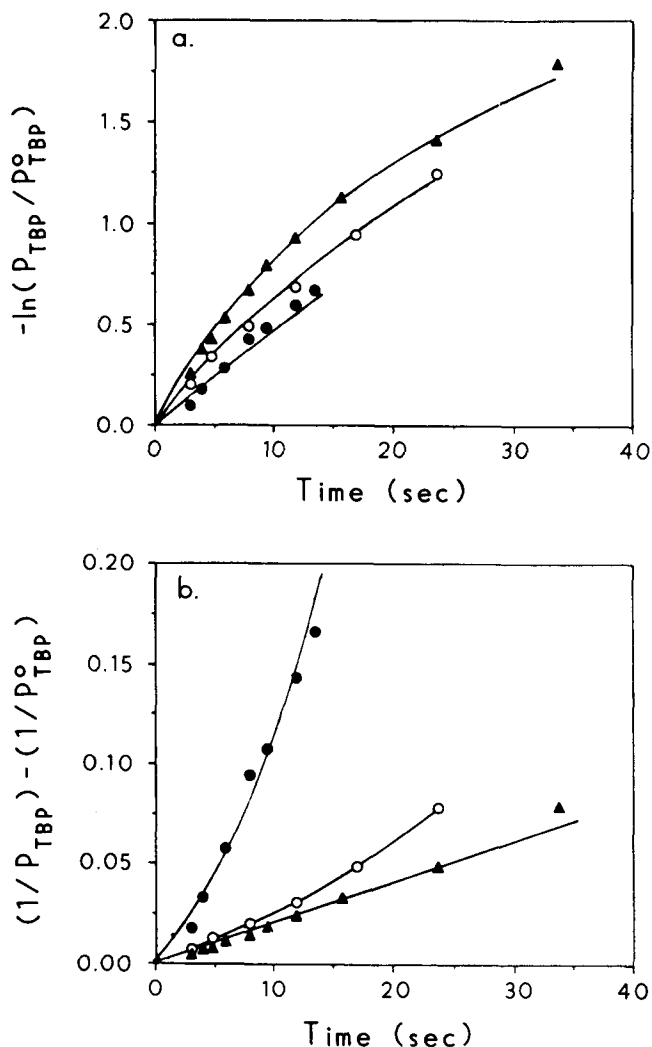 a.
2.0
1.5
1.0
0.5
0.0
-ln(P_TBP / P°_TBP)
0 10 20 30 40
Time (sec)
b.
0.20
0.15
0.10
0.05
0.00
(1/P_TBP) - (1/P°_TBP)
0 10 20 30 40
Time (sec)